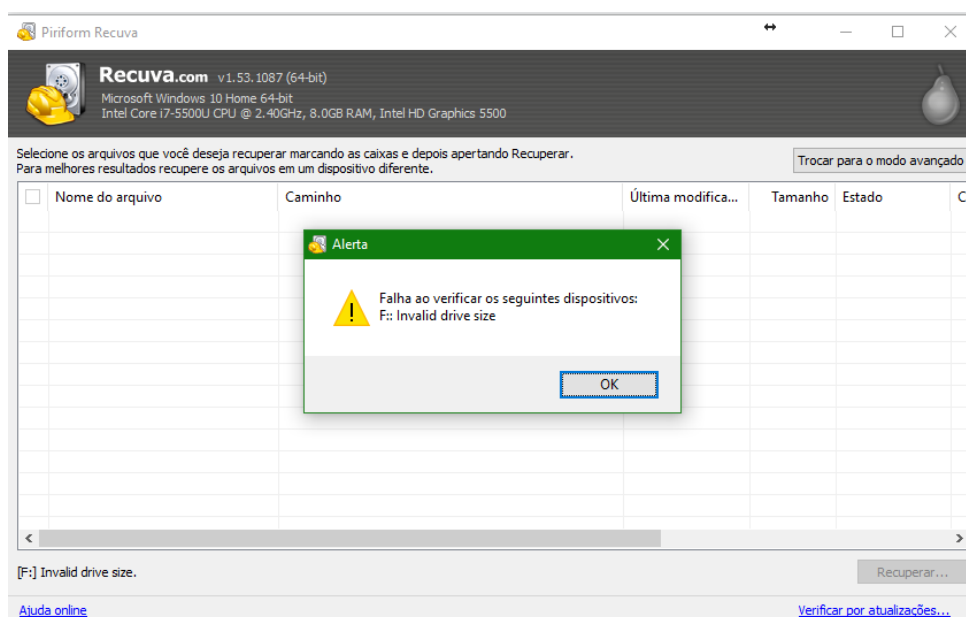 Piriform Recuva
Recuva.com v1.53.1087 (64-bit)
Microsoft Windows 10 Home 64-bit
Intel Core i7-5500U CPU @ 2.40GHz, 8.0GB RAM, Intel HD Graphics 5500
Selecione os arquivos que você deseja recuperar marcando as caixas e depois apertando Recuperar.
Para melhores resultados recupere os arquivos em um dispositivo diferente.
Trocar para o modo avançado
Nome do arquivo Caminho Última modifica... Tamanho Estado C
Alerta
Falha ao verificar os seguintes dispositivos:
F:: Invalid drive size
OK
[F:] Invalid drive size.
Recuperar...
Ajuda online
Verificar por atualizações...